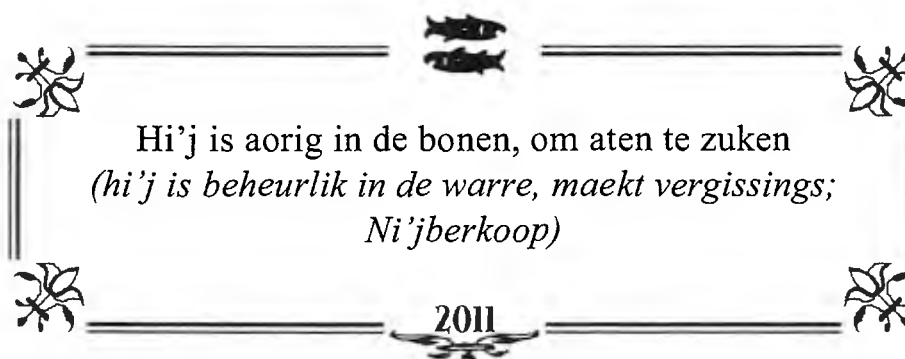 Hi'j is aorig in de bonen, om aten te zuken
(hi'j is beheurlik in de warre, maekt vergissings;
Ni'jberkoop)
2011